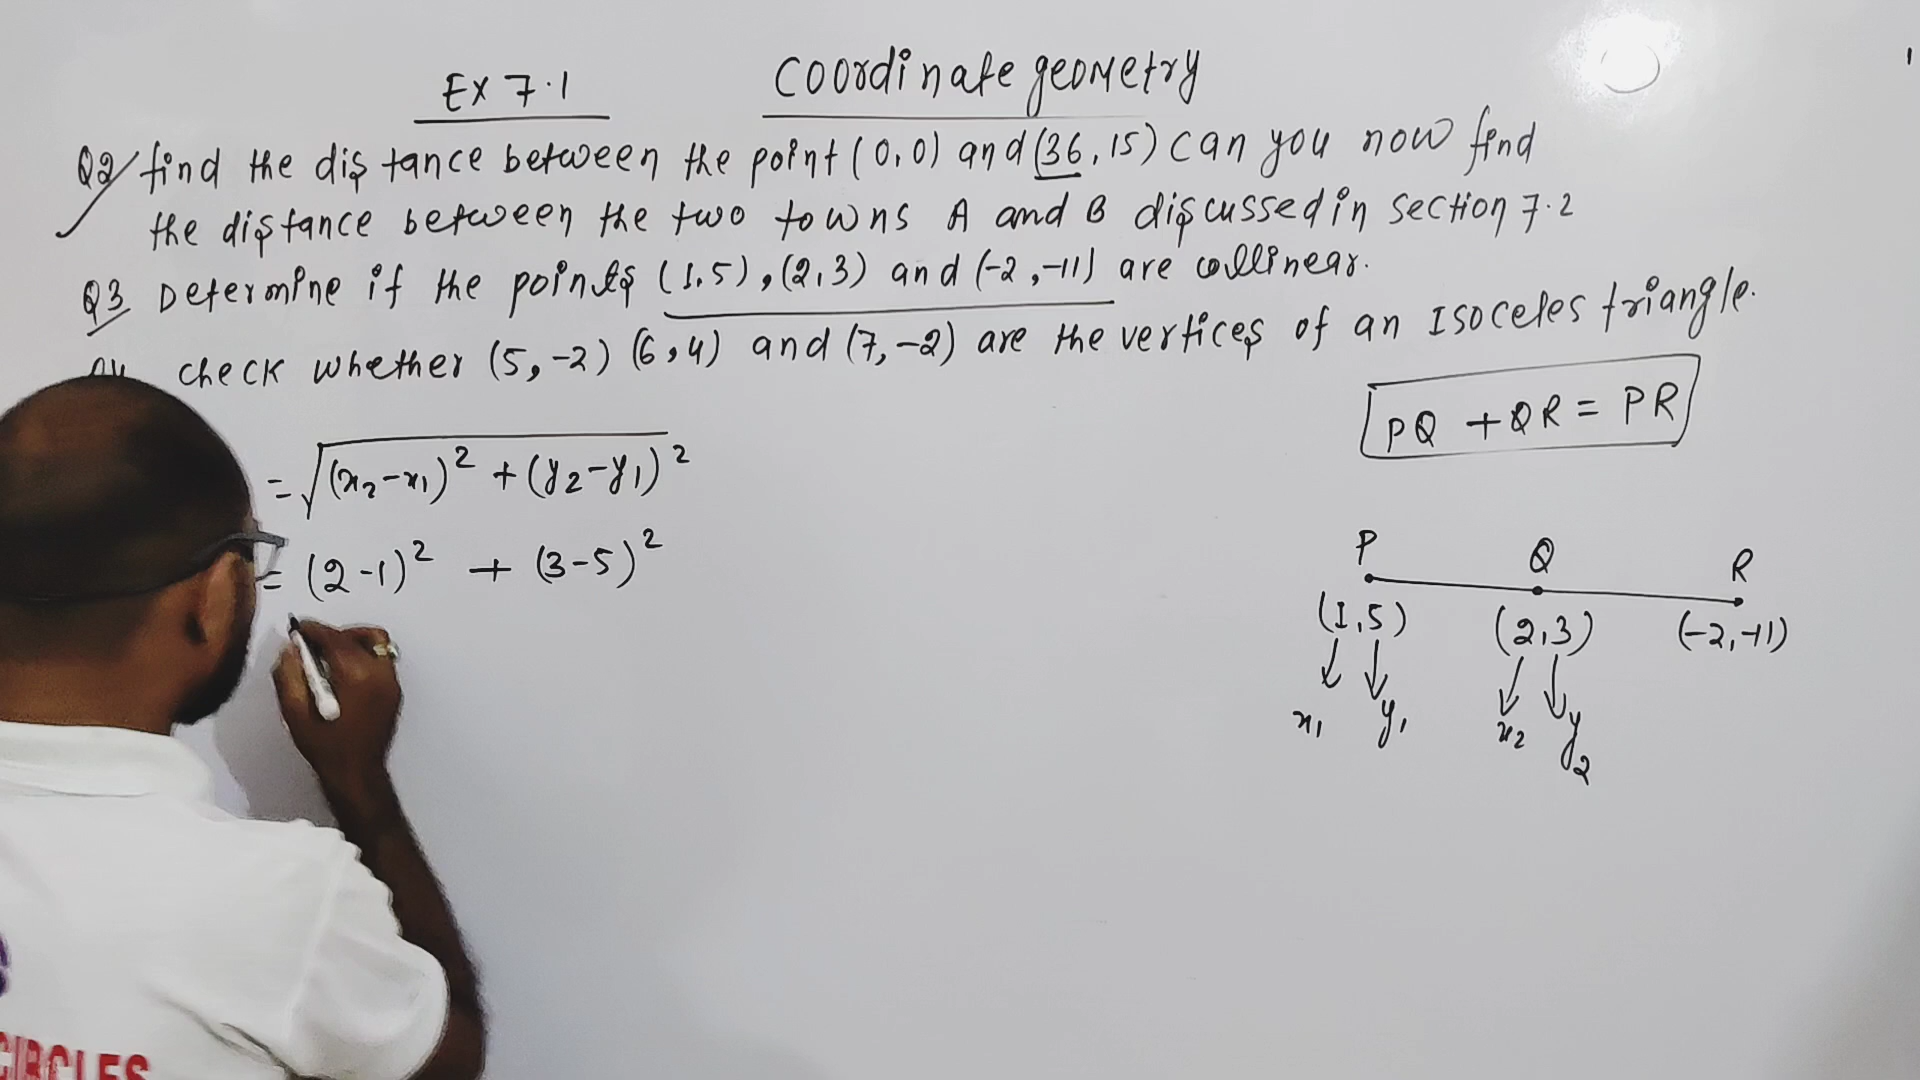 Ex 7.1
Coordinate geometry
Q2 find the distance between the point (0,0) and (36,15) can you now find
the distance between the two towns A and B discussed in section 7.2
Q3 Determine if the points (1,5), (2,3) and (-2,-11) are collinear.
check whether (5,-2) (6,4) and (7,-2) are the vertices of an Isoceles triangle.
PQ + QR = PR
= √(x₂-x₁)² + (y₂-y₁)²
= (2-1)² + (3-5)²
P Q R
(1,5) (2,3) (-2,-11)
x₁ y₁ x₂ y₂
CIRCLES